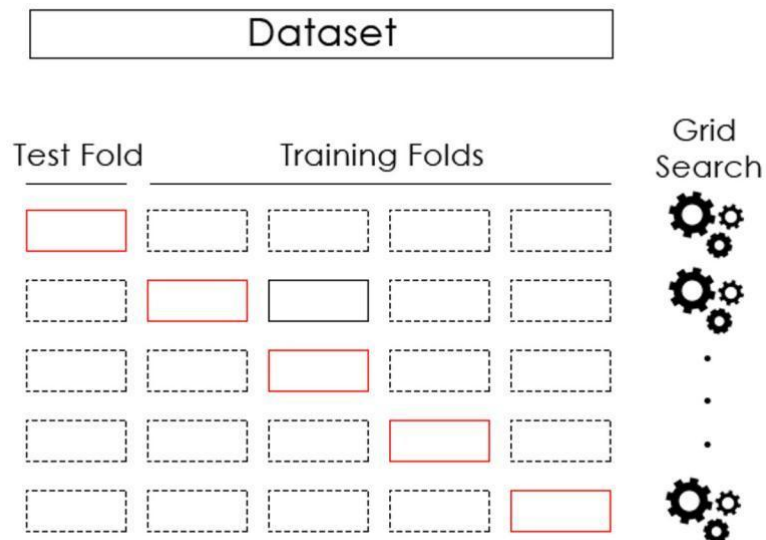 Dataset
Test Fold
Training Folds
Grid
Search